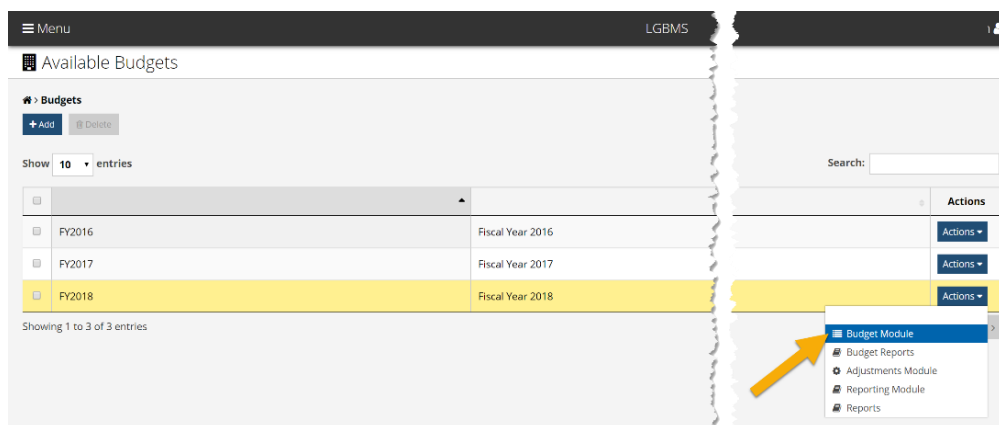 Menu LGBMS
Available Budgets
> Budgets
+ Add Delete
Show 10 entries Search:
Actions
FY2016 Fiscal Year 2016 Actions
FY2017 Fiscal Year 2017 Actions
FY2018 Fiscal Year 2018 Actions
Showing 1 to 3 of 3 entries
Budget Module
Budget Reports
Adjustments Module
Reporting Module
Reports